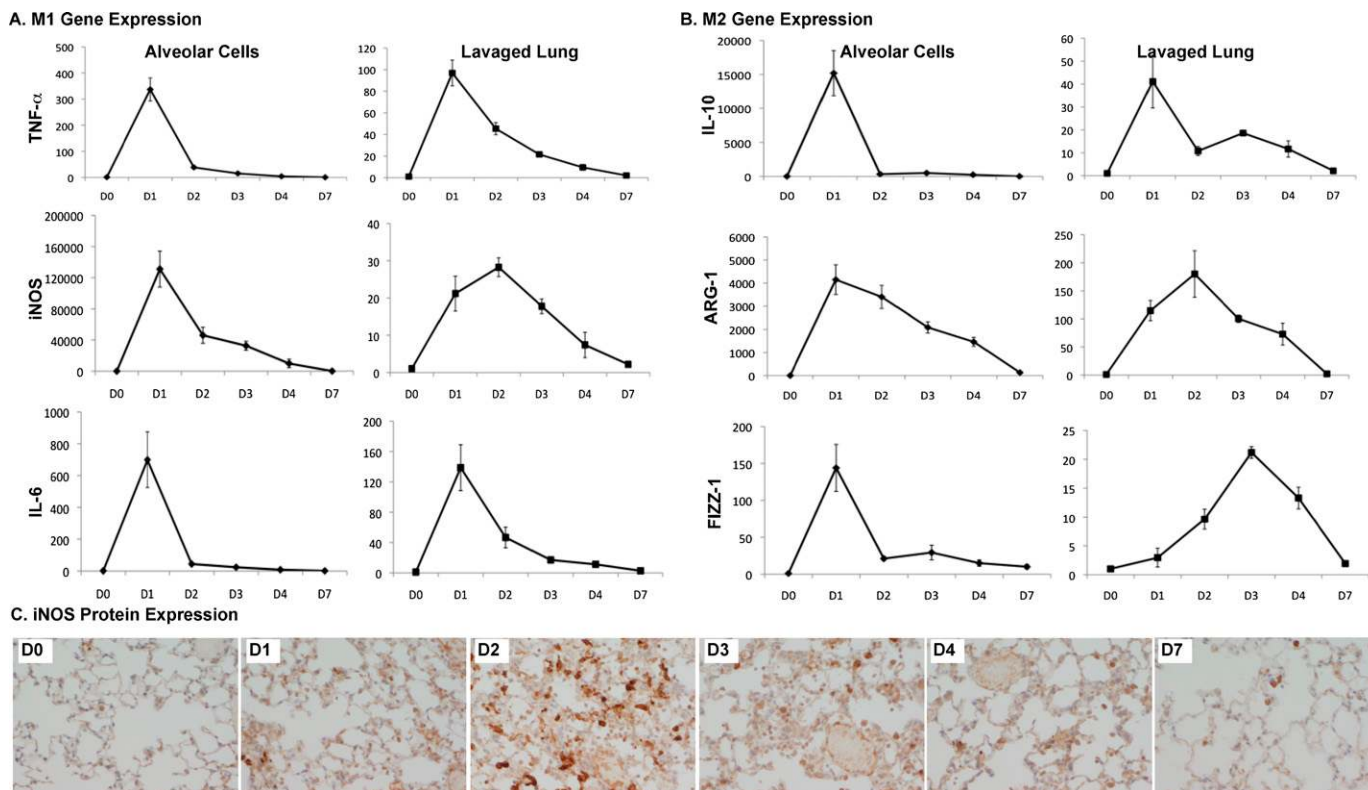 A. M1 Gene Expression
Alveolar Cells
Lavaged Lung
TNF-α
500
400
300
200
100
0
D0 D1 D2 D3 D4 D7
120
100
80
60
40
20
0
D0 D1 D2 D3 D4 D7
iNOS
200000
160000
120000
80000
40000
0
D0 D1 D2 D3 D4 D7
40
30
20
10
0
D0 D1 D2 D3 D4 D7
IL-6
1000
800
600
400
200
0
D0 D1 D2 D3 D4 D7
200
160
120
80
40
0
D0 D1 D2 D3 D4 D7
B. M2 Gene Expression
Alveolar Cells
Lavaged Lung
IL-10
20000
15000
10000
5000
0
D0 D1 D2 D3 D4 D7
60
50
40
30
20
10
0
D0 D1 D2 D3 D4 D7
ARG-1
6000
5000
4000
3000
2000
1000
0
D0 D1 D2 D3 D4 D7
250
200
150
100
50
0
D0 D1 D2 D3 D4 D7
FIZZ-1
200
150
100
50
0
D0 D1 D2 D3 D4 D7
25
20
15
10
5
0
D0 D1 D2 D3 D4 D7
C. iNOS Protein Expression
D0 D1 D2 D3 D4 D7